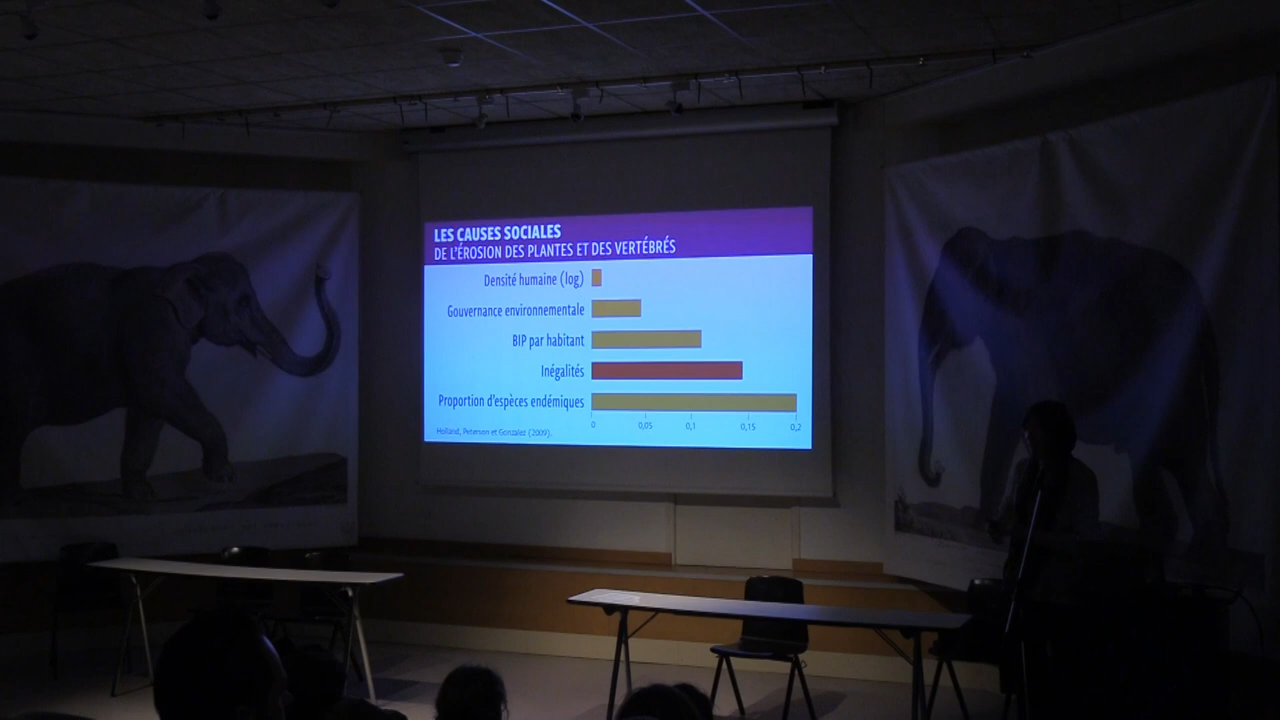 LES CAUSES SOCIALES
DE L'ÉROSION DES PLANTES ET DES VERTÉBRÉS
Densité humaine (log)
Gouvernance environnementale
BIP par habitant
Inégalités
Proportion d'espèces endémiques
0 0,05 0,1 0,15 0,2
Holland, Peterson et Gonzalez (2009).